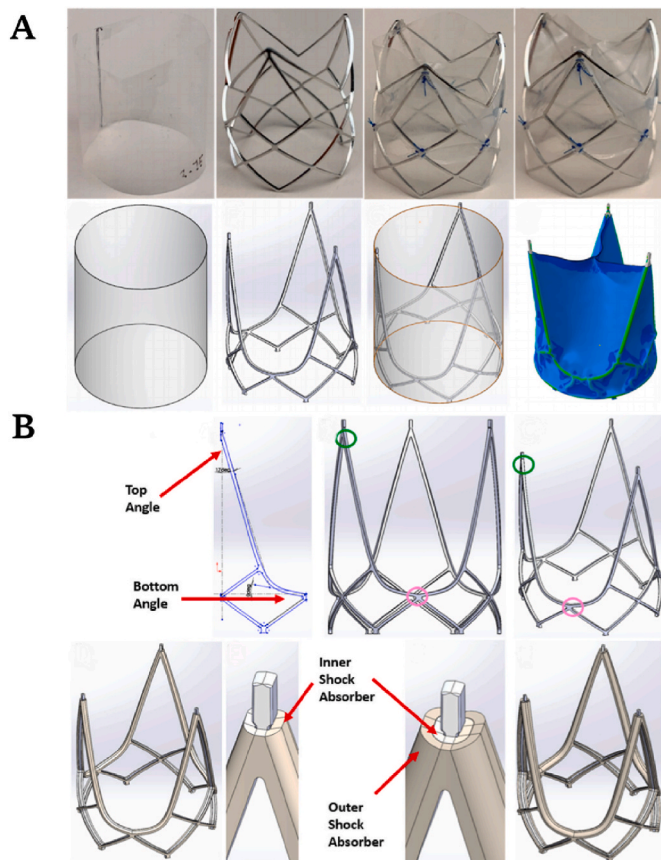 A
B
Top
Angle
Bottom
Angle
Inner
Shock
Absorber
Outer
Shock
Absorber